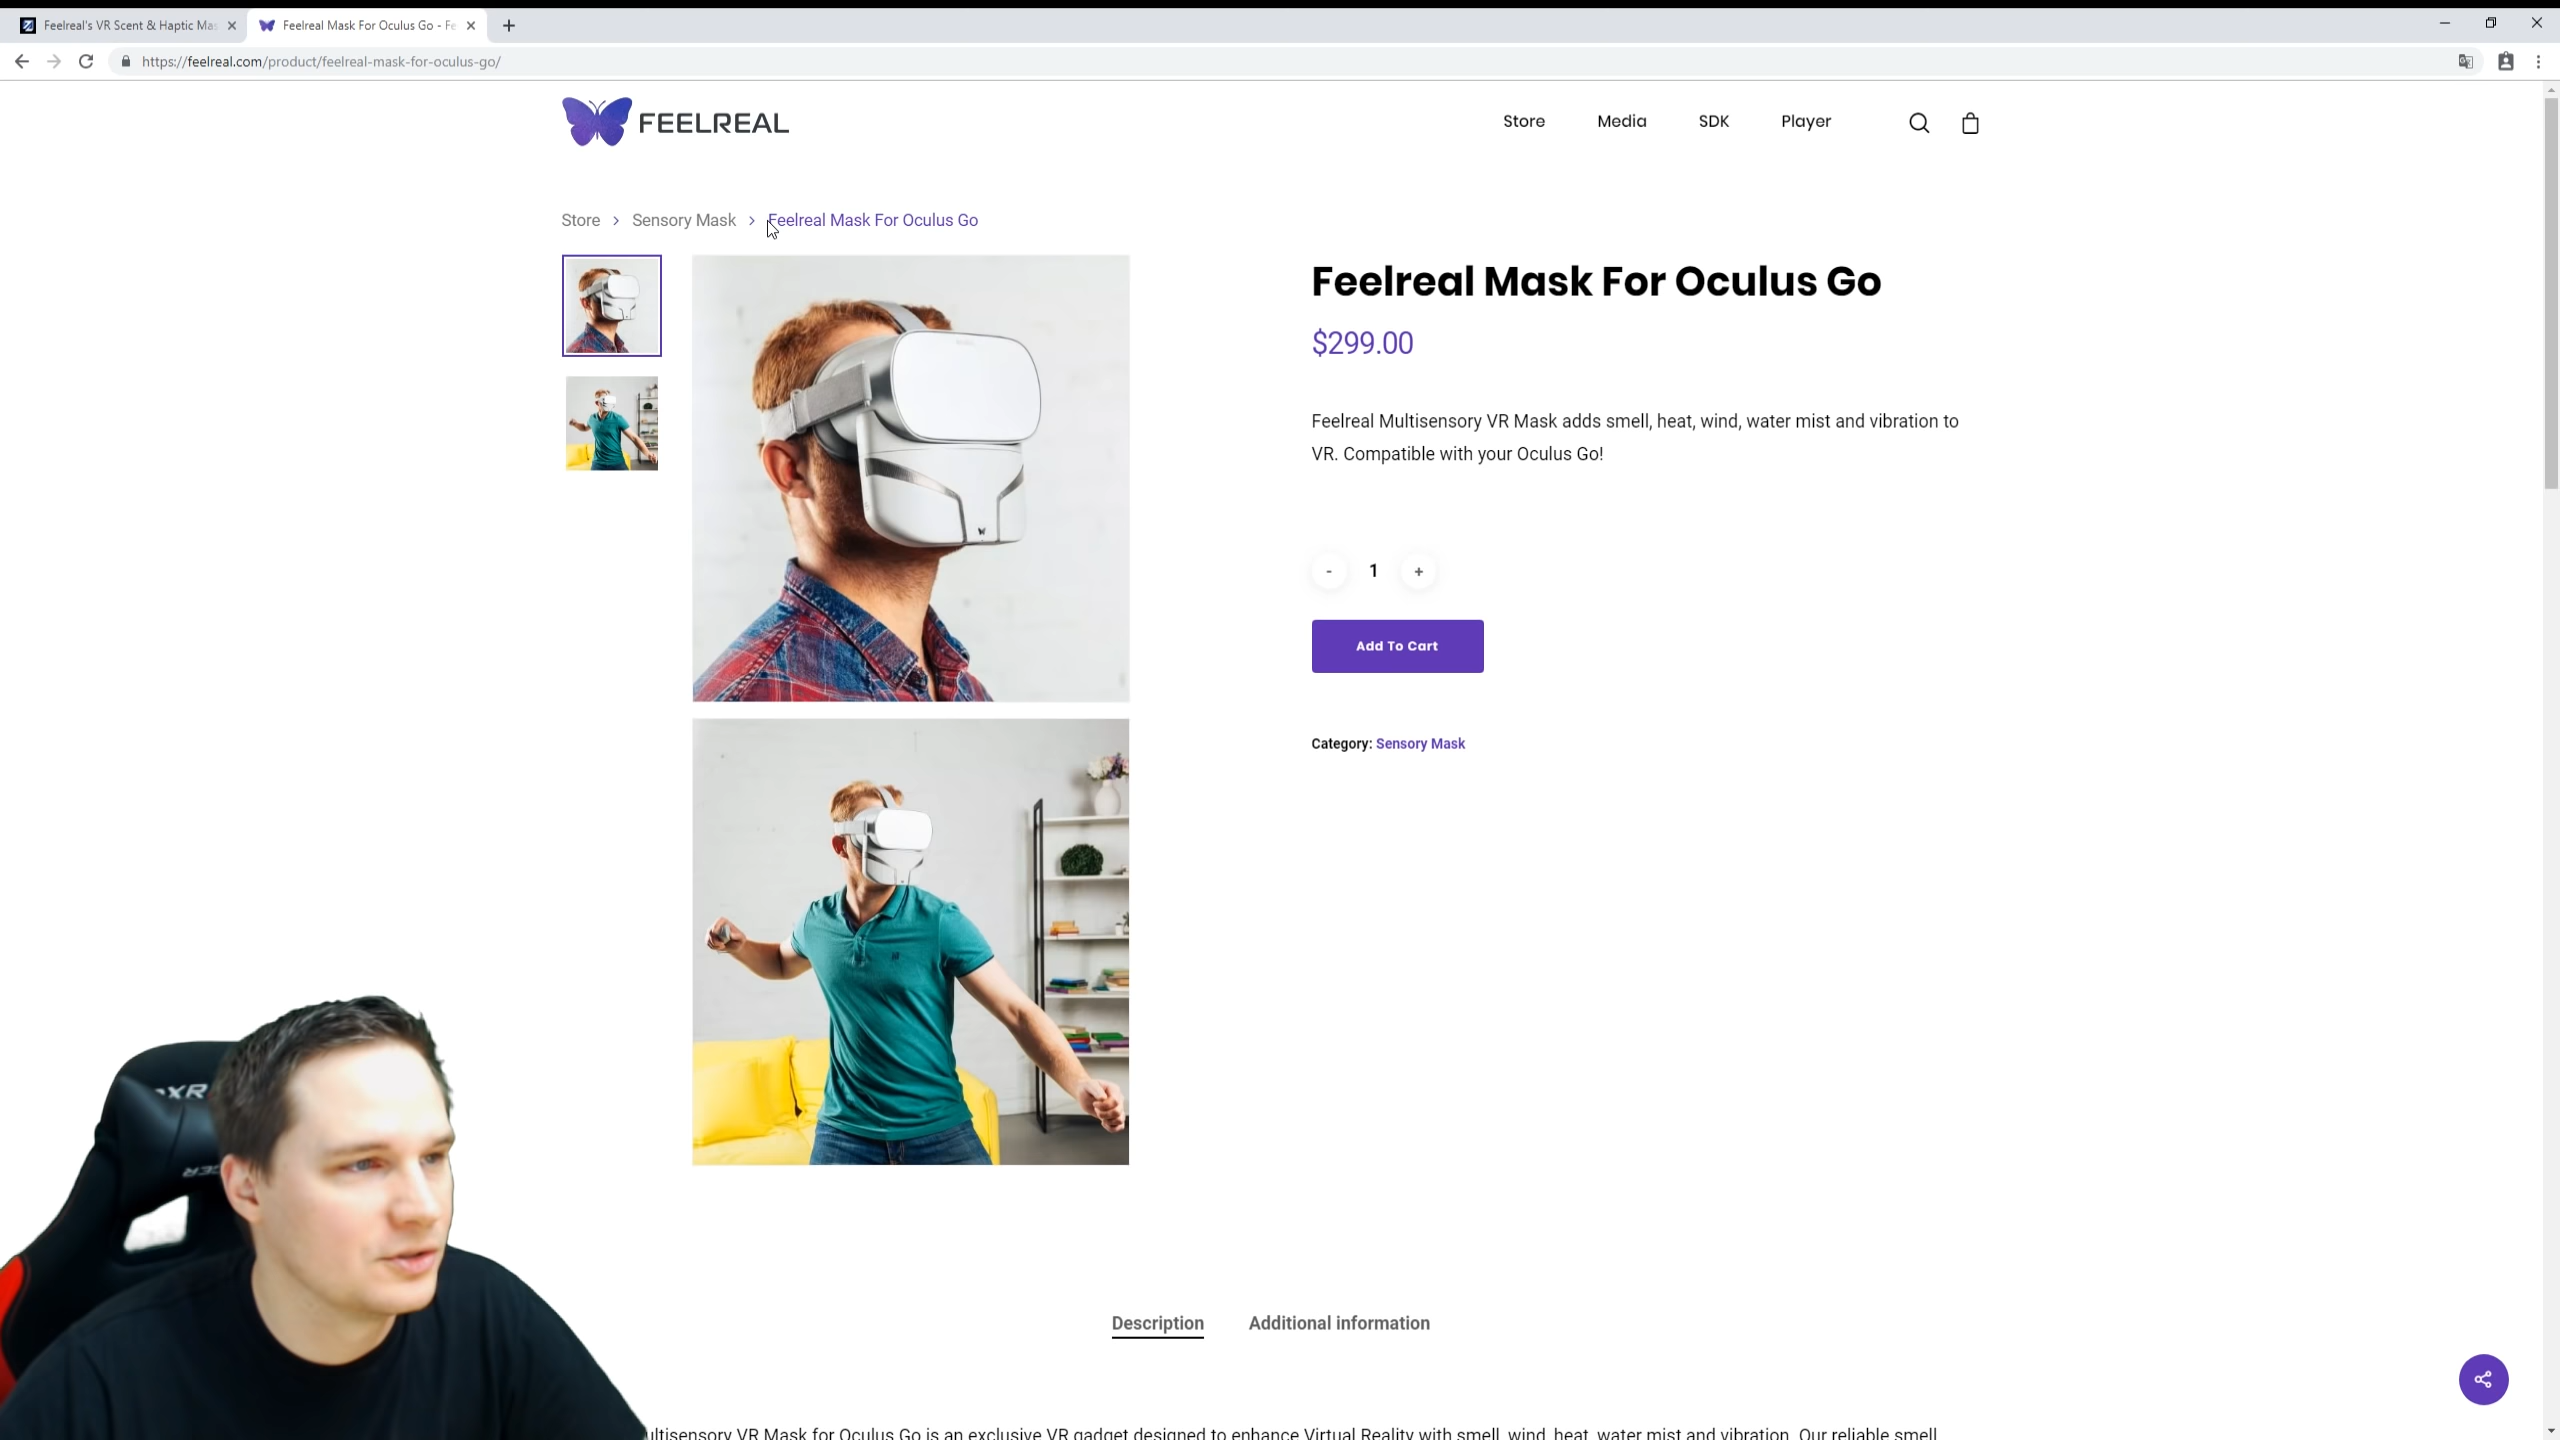 Feelreal's VR Scent & Haptic Mas
Feelreal Mask For Oculus Go - Fe
https://feelreal.com/product/feelreal-mask-for-oculus-go/
FEELREAL
Store
Media
SDK
Player
Store > Sensory Mask > Feelreal Mask For Oculus Go
Feelreal Mask For Oculus Go
$299.00
Feelreal Multisensory VR Mask adds smell, heat, wind, water mist and vibration to
VR. Compatible with your Oculus Go!
- 1 +
Add To Cart
Category: Sensory Mask
Description
Additional information
ultisensory VR Mask for Oculus Go is an exclusive VR gadget designed to enhance Virtual Reality with smell, wind, heat, water mist and vibration. Our reliable smell